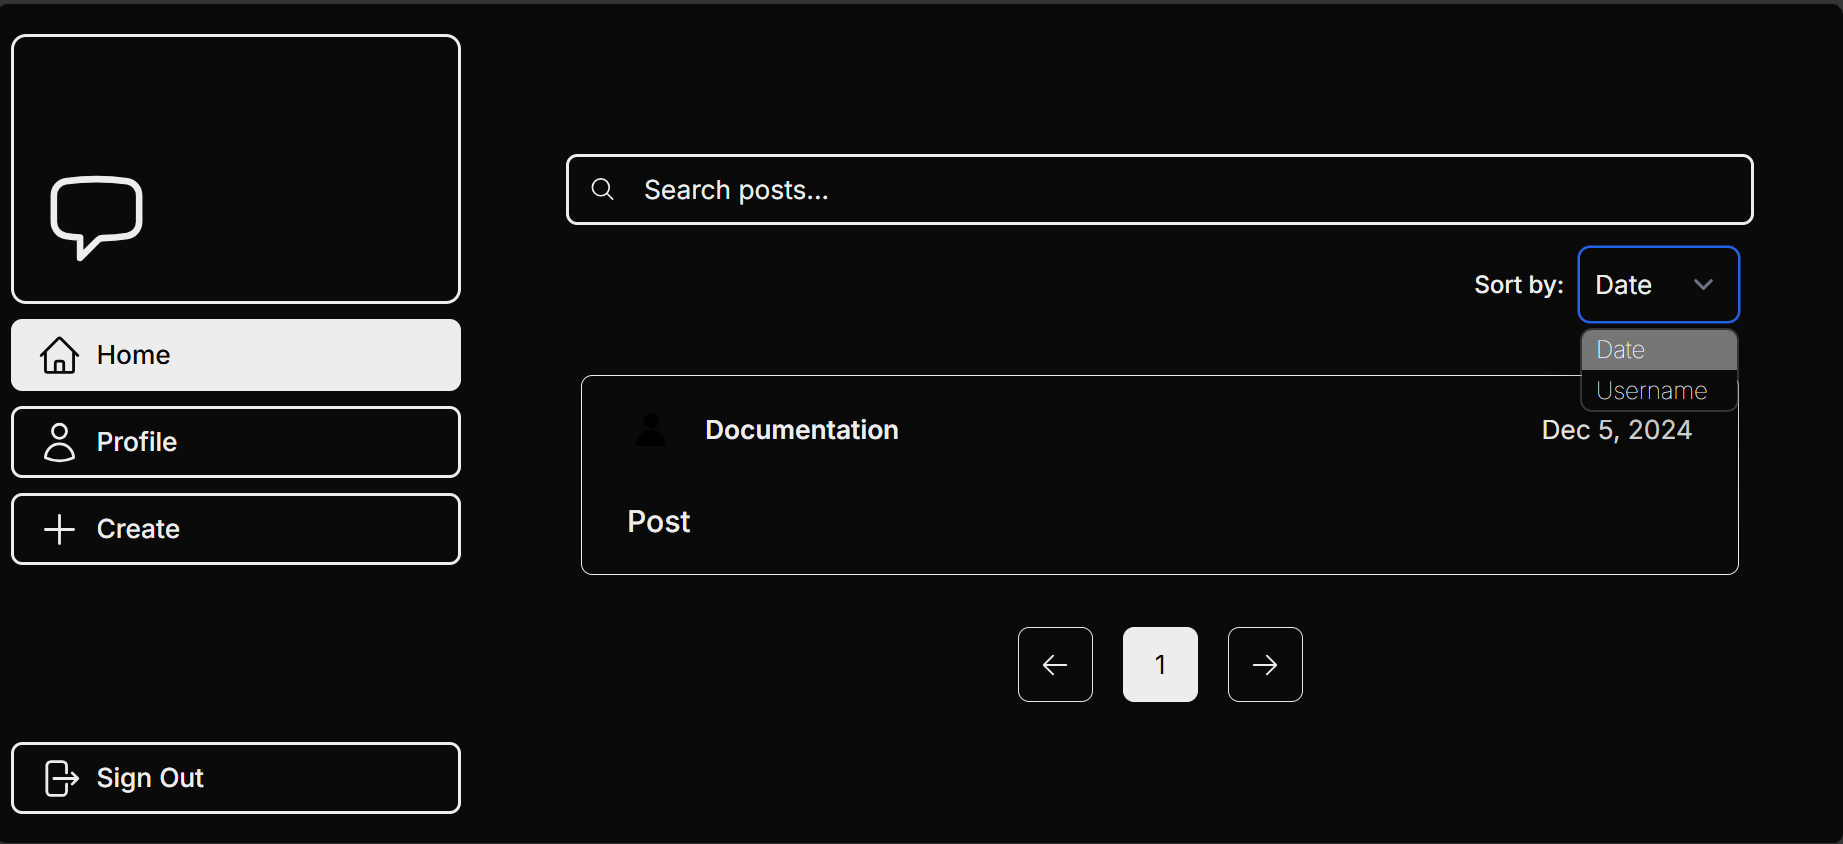 Home
Profile
Create
Sign Out
Search posts...
Sort by: Date
Date
Username
Documentation Dec 5, 2024
Post
1